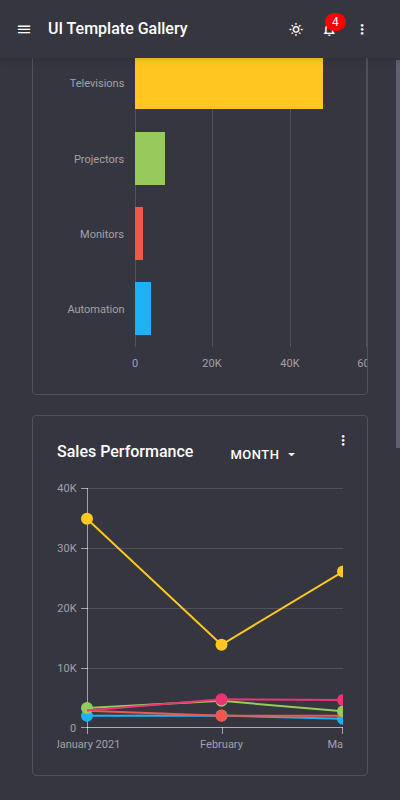 UI Template Gallery
4
Televisions
Projectors
Monitors
Automation
0 20K 40K 60
Sales Performance
MONTH
40K
30K
20K
10K
0
January 2021 February Ma